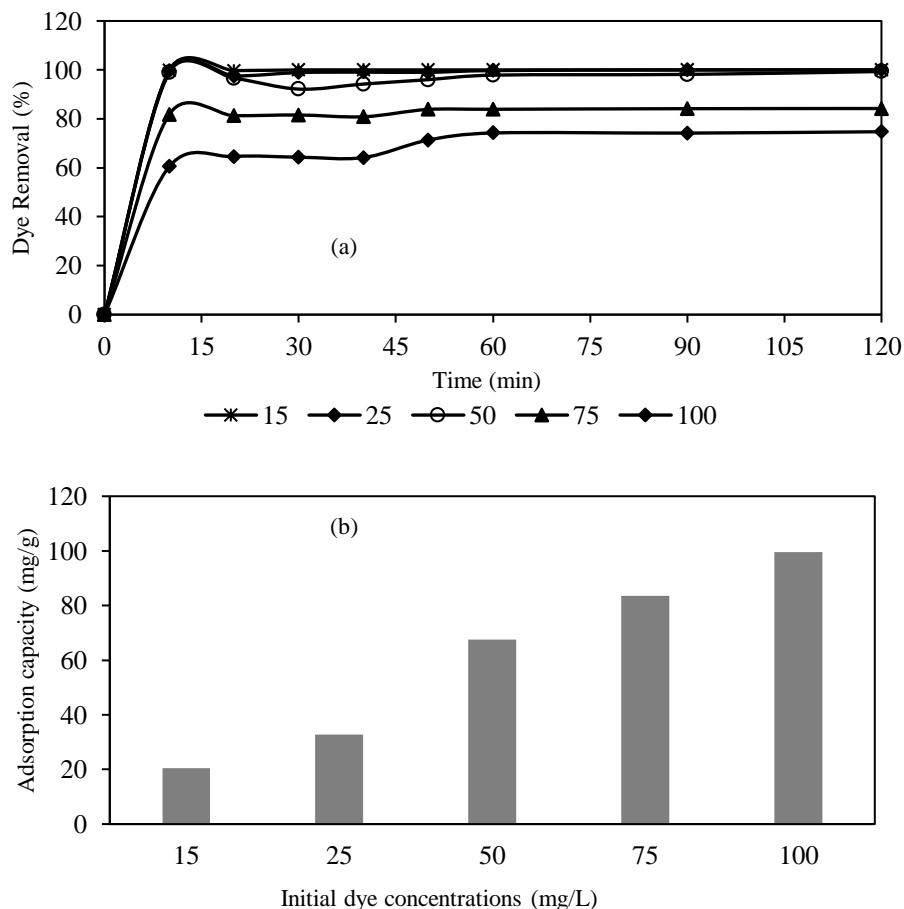 120
100
80
60
40
20
0
Dye Removal (%)
(a)
0 15 30 45 60 75 90 105 120
Time (min)
15 25 50 75 100
120
100
80
60
40
20
0
Adsorption capacity (mg/g)
(b)
15 25 50 75 100
Initial dye concentrations (mg/L)